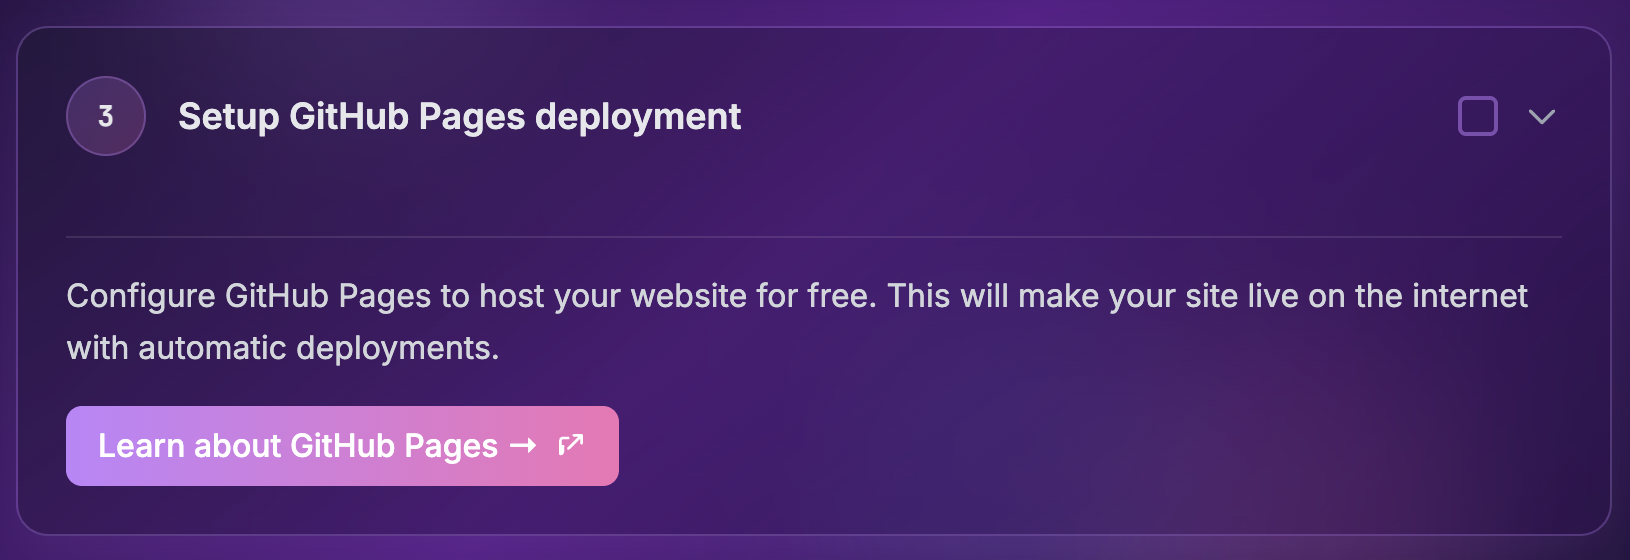 3
Setup GitHub Pages deployment
Configure GitHub Pages to host your website for free. This will make your site live on the internet
with automatic deployments.
Learn about GitHub Pages →